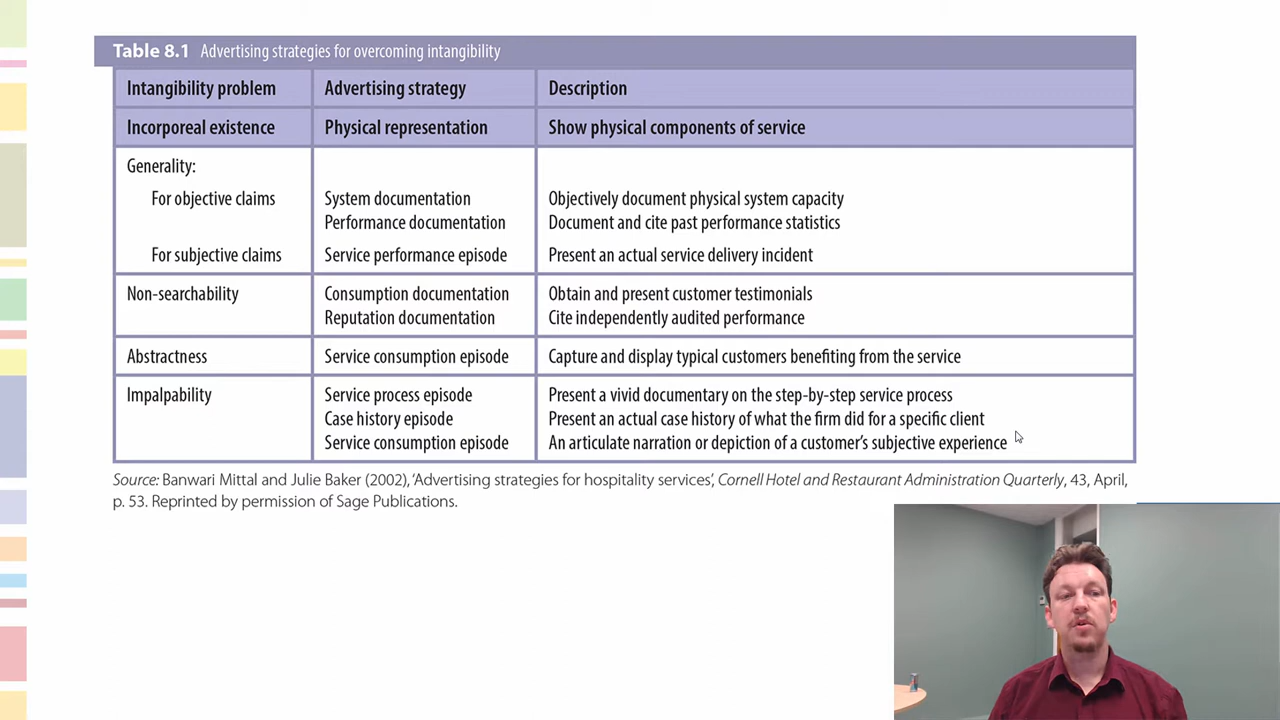 Table 8.1 Advertising strategies for overcoming intangibility
Intangibility problem Advertising strategy Description
Incorporeal existence Physical representation Show physical components of service
Generality:
For objective claims System documentation Objectively document physical system capacity
Performance documentation Document and cite past performance statistics
For subjective claims Service performance episode Present an actual service delivery incident
Non-searchability Consumption documentation Obtain and present customer testimonials
Reputation documentation Cite independently audited performance
Abstractness Service consumption episode Capture and display typical customers benefiting from the service
Impalpability Service process episode Present a vivid documentary on the step-by-step service process
Case history episode Present an actual case history of what the firm did for a specific client
Service consumption episode An articulate narration or depiction of a customer's subjective experience
Source: Banwari Mittal and Julie Baker (2002), 'Advertising strategies for hospitality services', Cornell Hotel and Restaurant Administration Quarterly, 43, April,
p. 53. Reprinted by permission of Sage Publications.